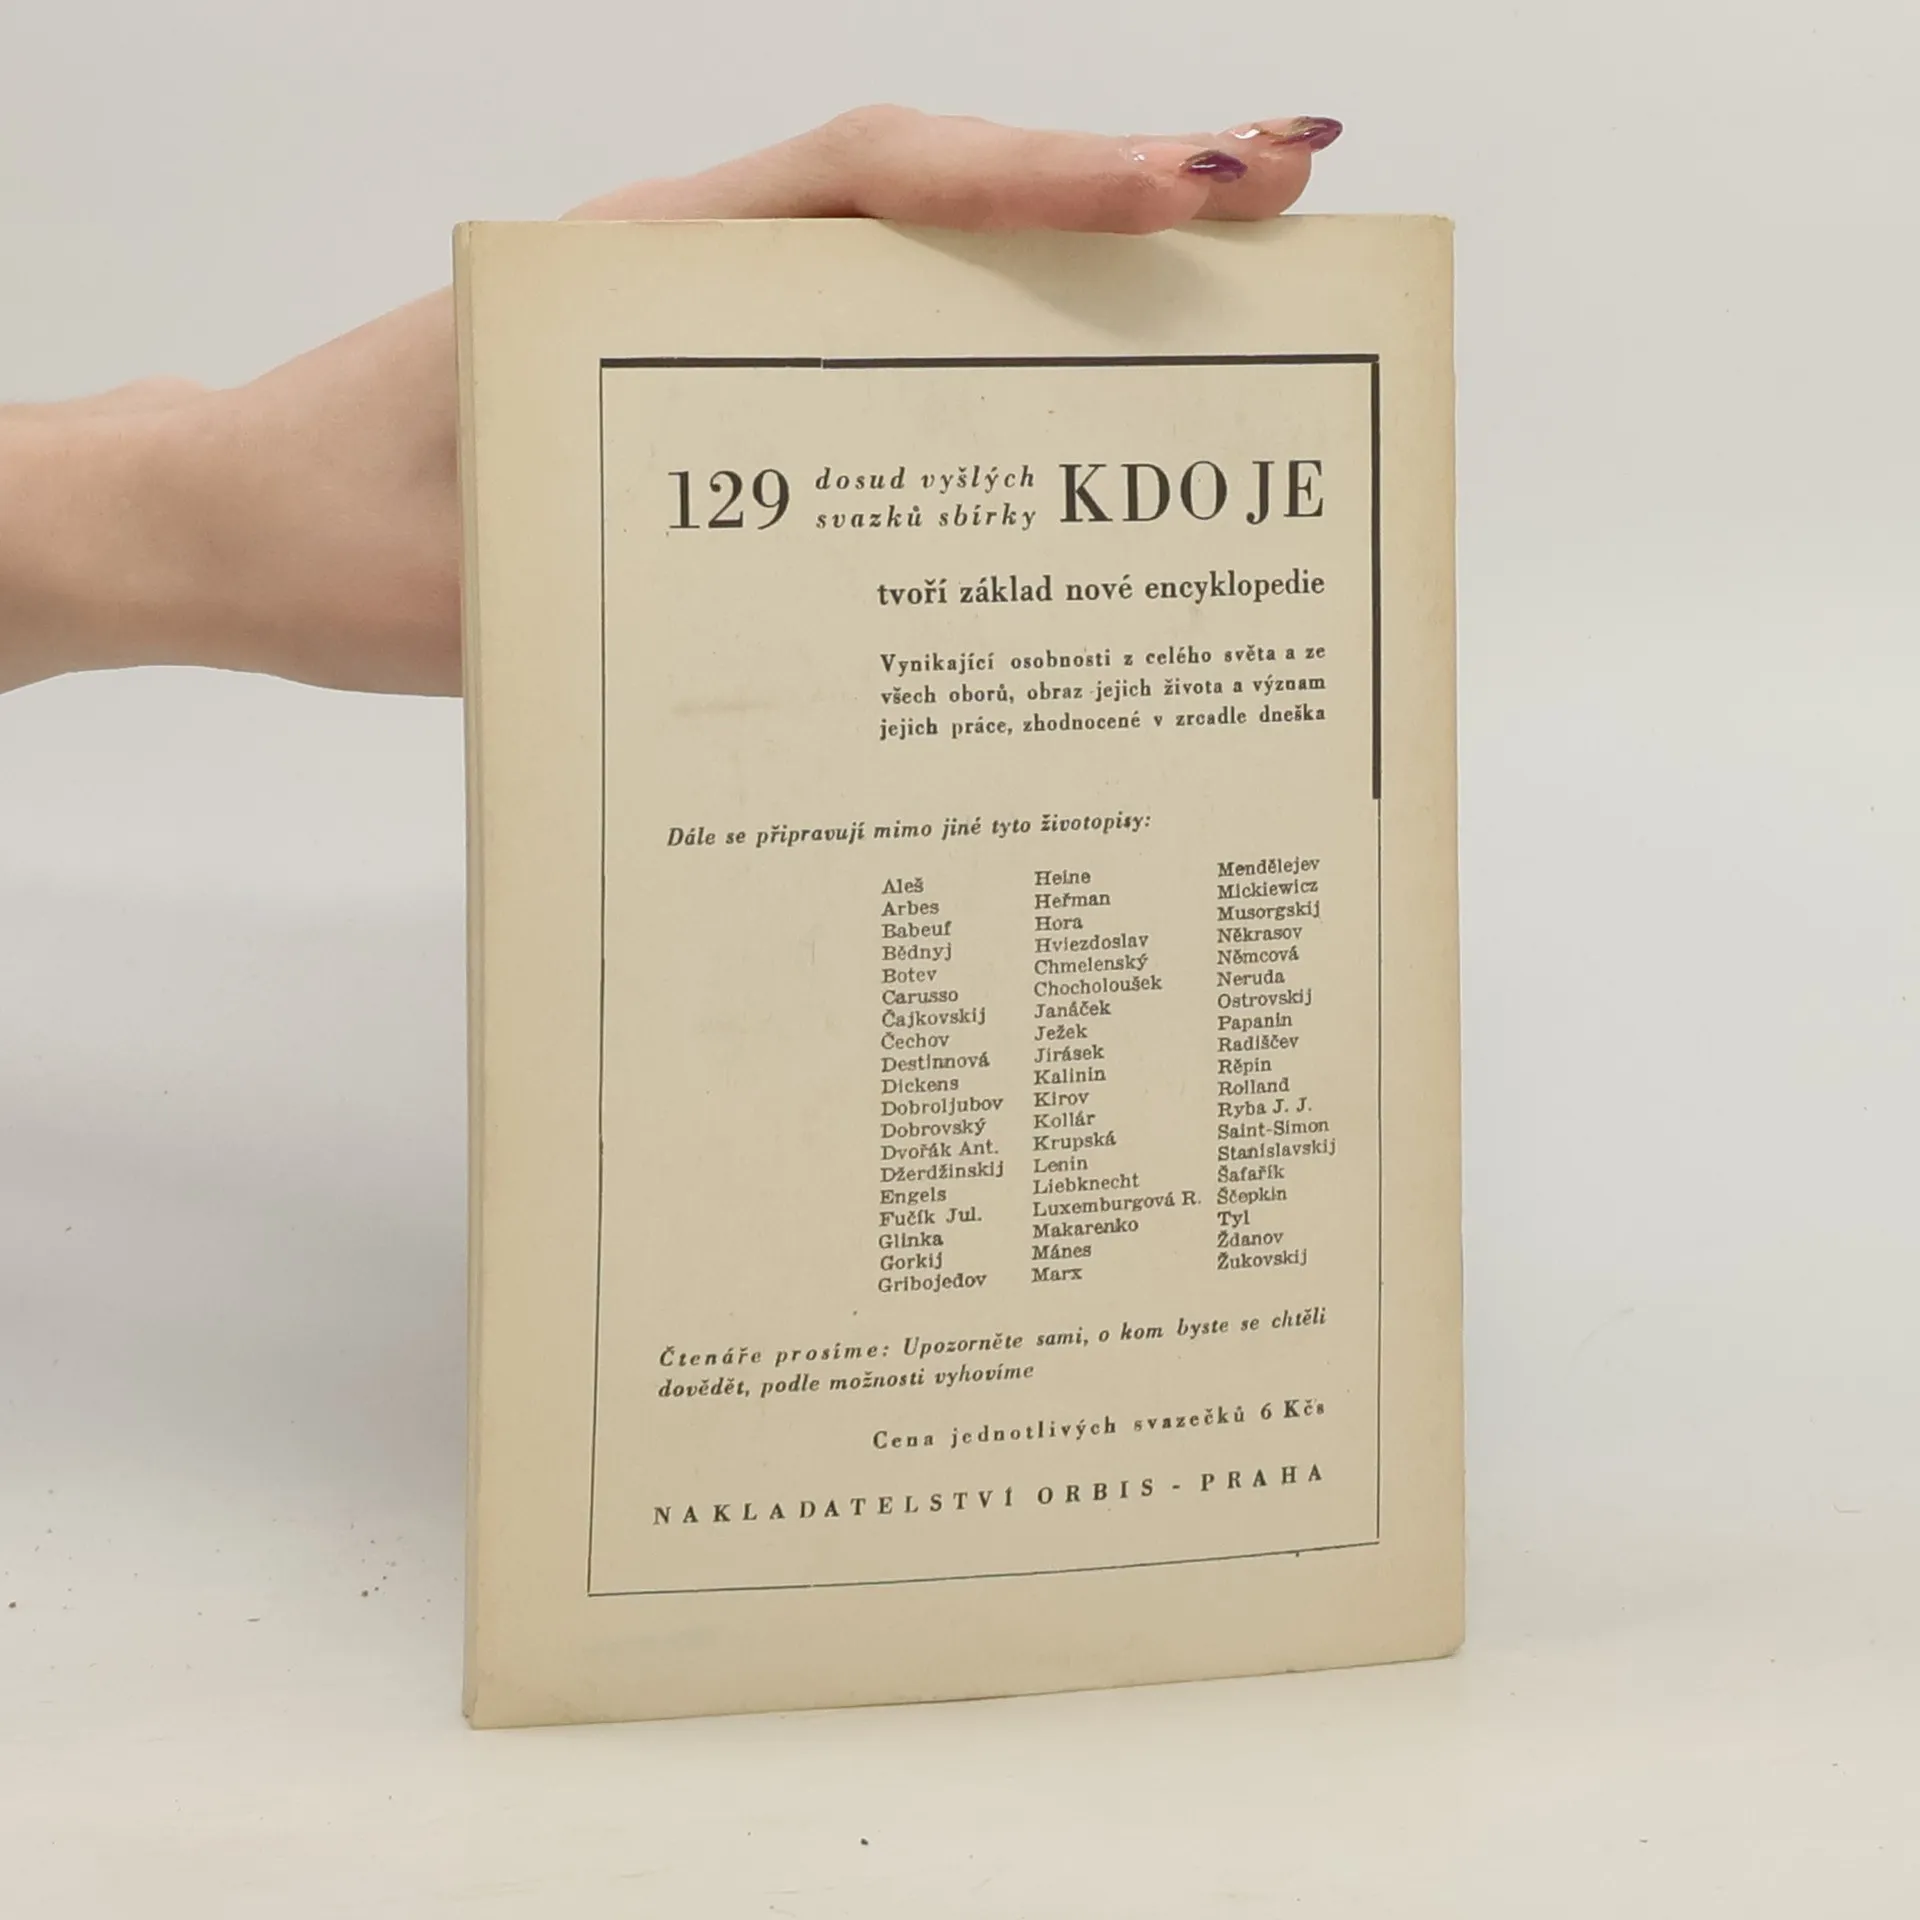 129 dosud vyšlých svazků sbírky KDO JE
tvoří základ nové encyklopedie
Vynikající osobnosti z celého světa a ze
všech oborů, obraz jejich života a význam
jejich práce, zhodnocené v zrcadle dneška
Dále se připravují mimo jiné tyto životopisy:
Aleš
Arbes
Babeuf
Bědnyj
Botev
Carusso
Čajkovskij
Čechov
Destinnová
Dickens
Dobroljubov
Dobrovský
Dvořák Ant.
Džerdžinskij
Engels
Fučík Jul.
Glinka
Gorkij
Gribojedov
Heine
Heřman
Hora
Hviezdoslav
Chmelenský
Chocholoušek
Janáček
Ježek
Jirásek
Kalinin
Kirov
Kollár
Krupská
Lenin
Liebknecht
Luxemburgová R.
Makarenko
Mánes
Marx
Mendělejev
Mickiewicz
Musorgskij
Někrasov
Němcová
Neruda
Ostrovskij
Papanin
Radiščev
Rěpin
Rolland
Ryba J. J.
Saint-Simon
Stanislavskij
Šafařík
Ščepkin
Tyl
Ždanov
Žukovskij
Čtenáře prosíme: Upozorněte sami, o kom byste se chtěli
dovědět, podle možnosti vyhovíme
Cena jednotlivých svazečků 6 Kčs
NAKLADATELSTVÍ ORBIS - PRAHA